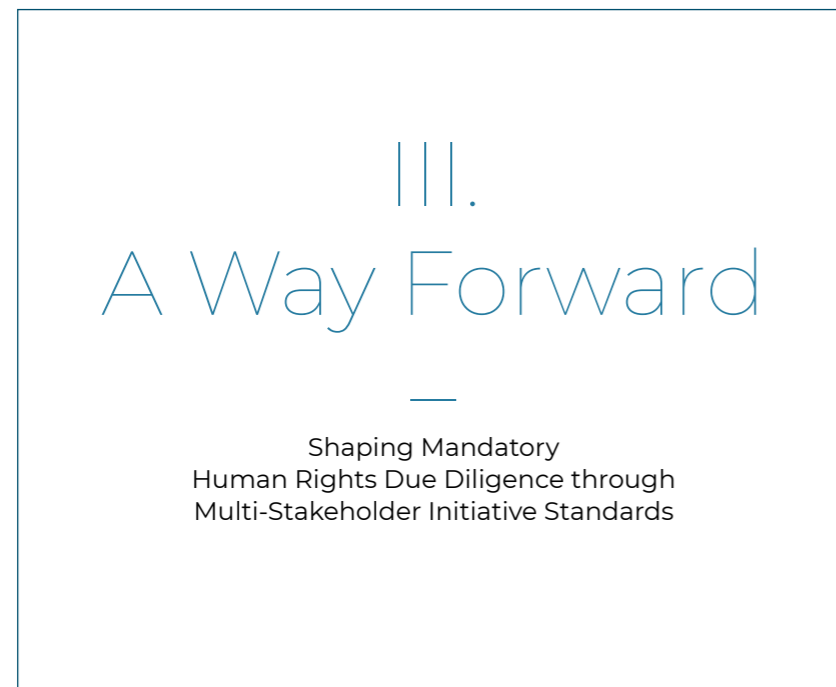 III.
A Way Forward
Shaping Mandatory
Human Rights Due Diligence through
Multi-Stakeholder Initiative Standards